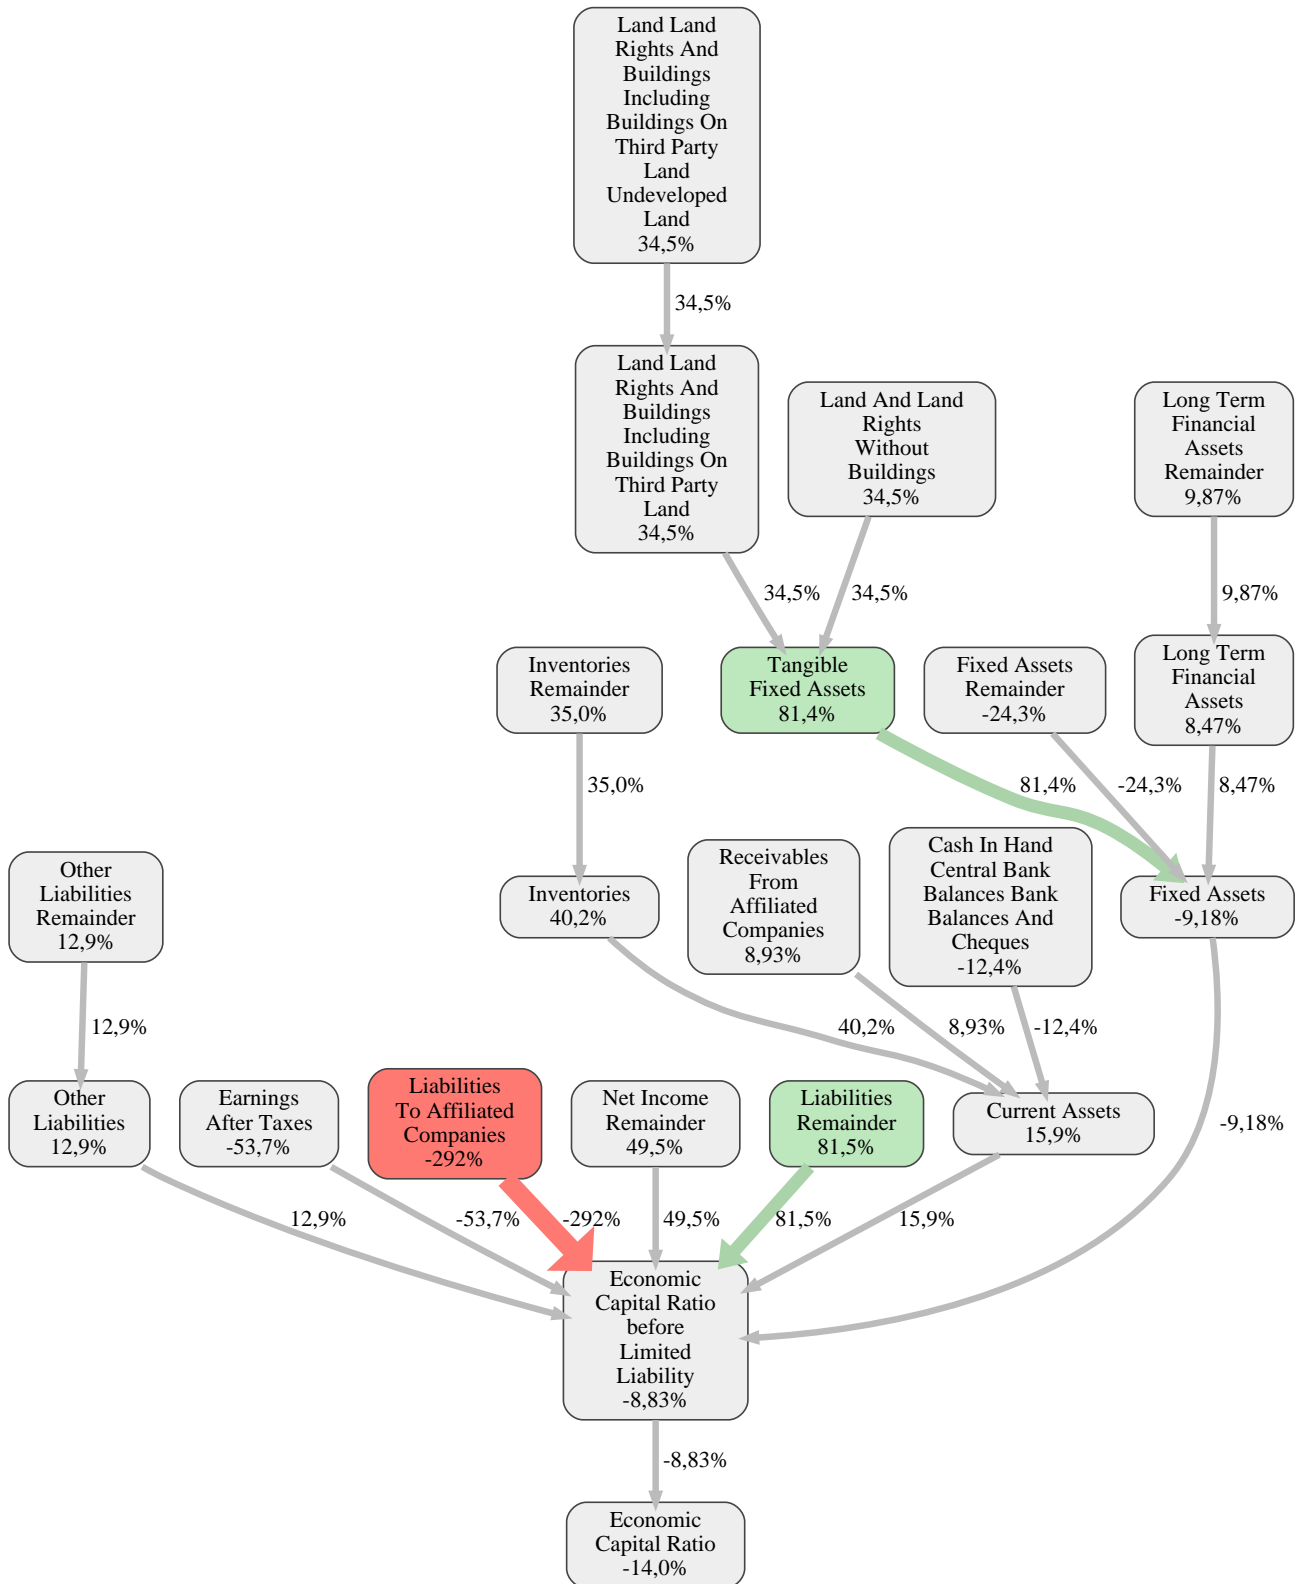 Land Land
Rights And
Buildings
Including
Buildings On
Third Party
Land
Undeveloped
Land
34,5%
34,5%
Land Land
Rights And
Buildings
Including
Buildings On
Third Party
Land
34,5%
Land And Land
Rights
Without
Buildings
34,5%
Long Term
Financial
Assets
Remainder
9,87%
34,5%
34,5%
9,87%
Inventories
Remainder
35,0%
Tangible
Fixed Assets
81,4%
Fixed Assets
Remainder
-24,3%
Long Term
Financial
Assets
8,47%
35,0%
81,4%
-24,3%
8,47%
Other
Liabilities
Remainder
12,9%
Inventories
40,2%
Receivables
From
Affiliated
Companies
8,93%
Cash In Hand
Central Bank
Balances Bank
Balances And
Cheques
-12,4%
Fixed Assets
-9,18%
12,9%
40,2%
8,93%
-12,4%
Other
Liabilities
12,9%
Earnings
After Taxes
-53,7%
Liabilities
To Affiliated
Companies
-292%
Net Income
Remainder
49,5%
Liabilities
Remainder
81,5%
Current Assets
15,9%
-9,18%
12,9%
-53,7%
-292%
49,5%
81,5%
15,9%
Economic
Capital Ratio
before
Limited
Liability
-8,83%
-8,83%
Economic
Capital Ratio
-14,0%